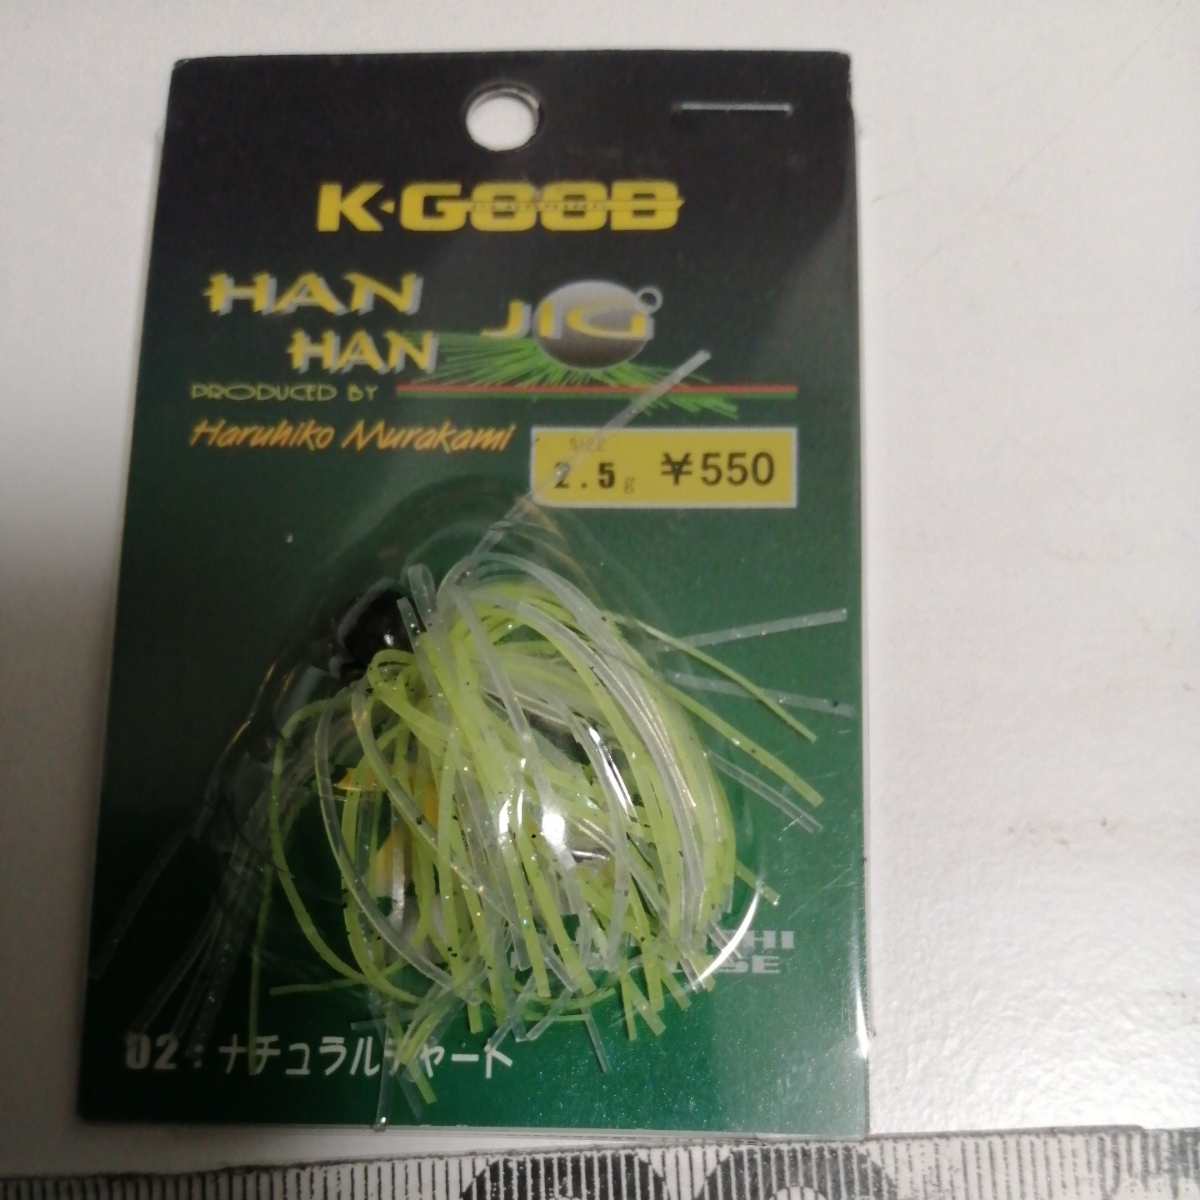 K·GOOD
HAN
HAN
JIG
PRODUCED BY
Haruhiko Murakami
SIZE
2.5g ¥550
02:ナチュラルチャート